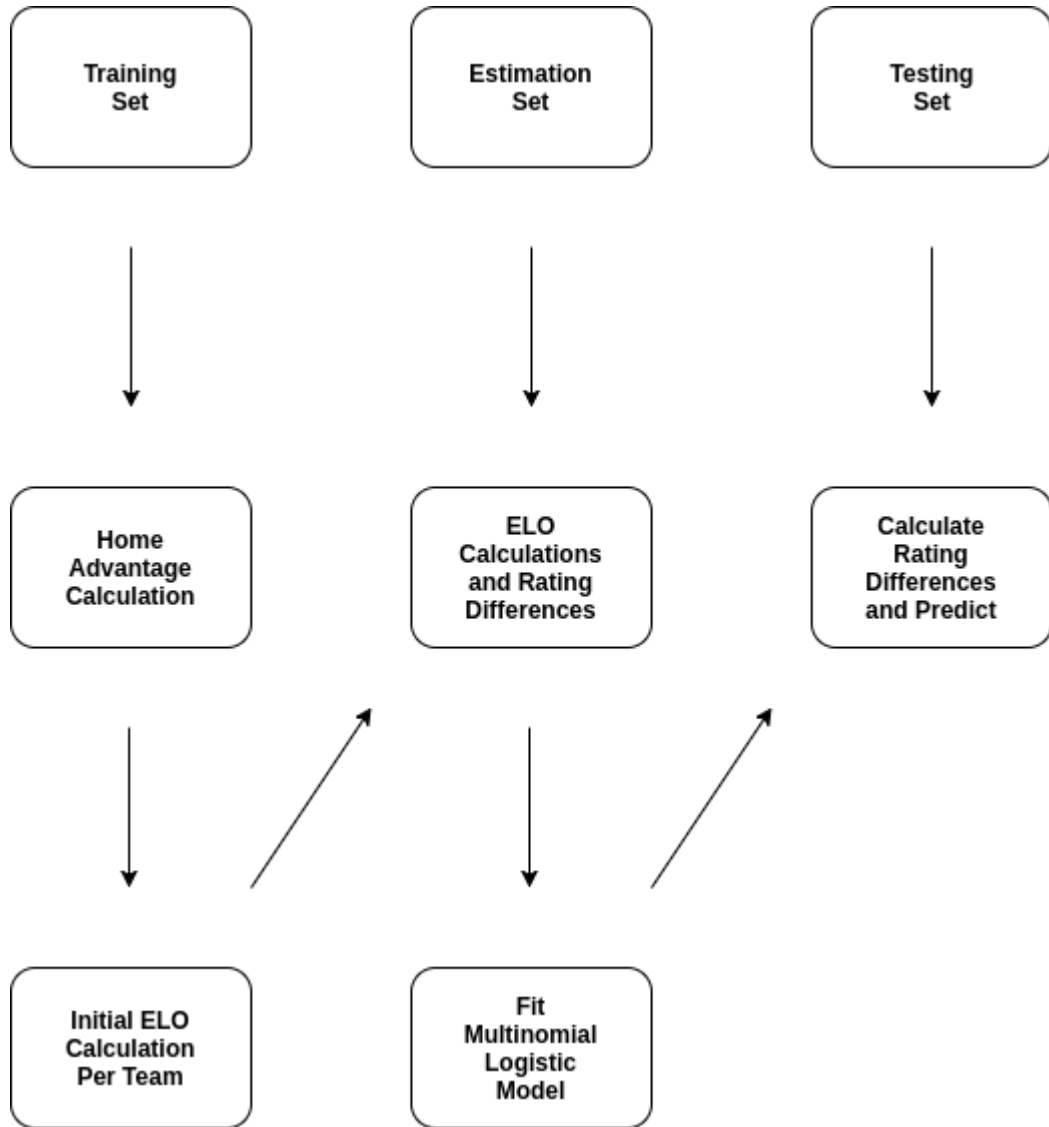 Training
Set
Estimation
Set
Testing
Set
Home
Advantage
Calculation
ELO
Calculations
and Rating
Differences
Calculate
Rating
Differences
and Predict
Initial ELO
Calculation
Per Team
Fit
Multinomial
Logistic
Model